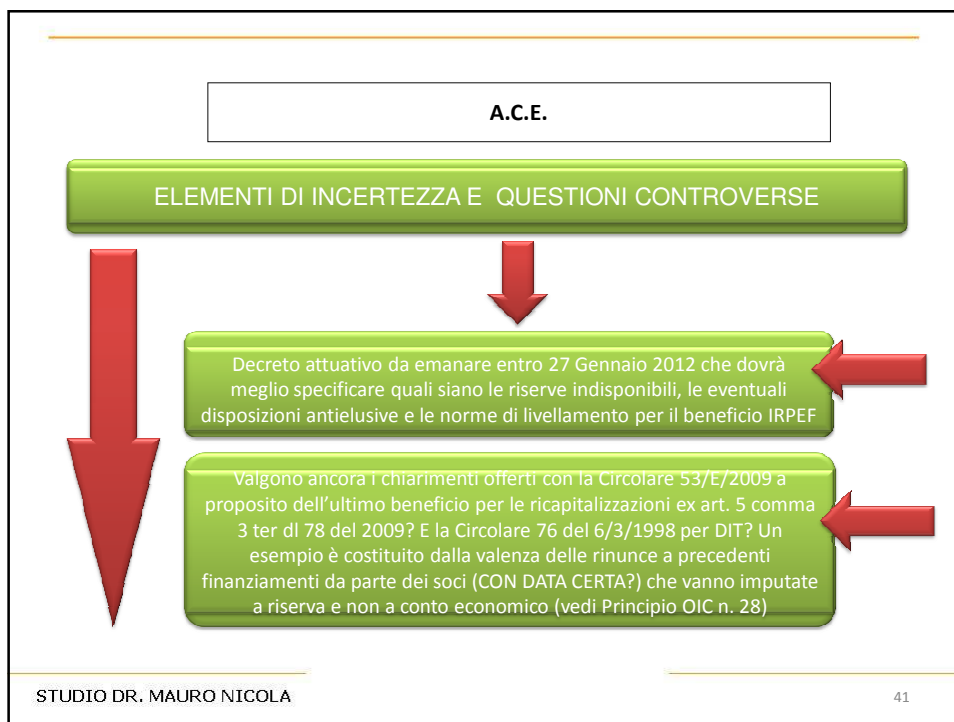 A.C.E.
ELEMENTI DI INCERTEZZA E QUESTIONI CONTROVERSE
Decreto attuativo da emanare entro 27 Gennaio 2012 che dovrà
meglio specificare quali siano le riserve indisponibili, le eventuali
disposizioni antielusive e le norme di livellamento per il beneficio IRPEF
Valgono ancora i chiarimenti offerti con la Circolare 53/E/2009 a
proposito dell'ultimo beneficio per le ricapitalizzazioni ex art. 5 comma
3 ter dl 78 del 2009? E la Circolare 76 del 6/3/1998 per DIT? Un
esempio è costituito dalla valenza delle rinunce a precedenti
finanziamenti da parte dei soci (CON DATA CERTA?) che vanno imputate
a riserva e non a conto economico (vedi Principio OIC n. 28)
STUDIO DR. MAURO NICOLA
41